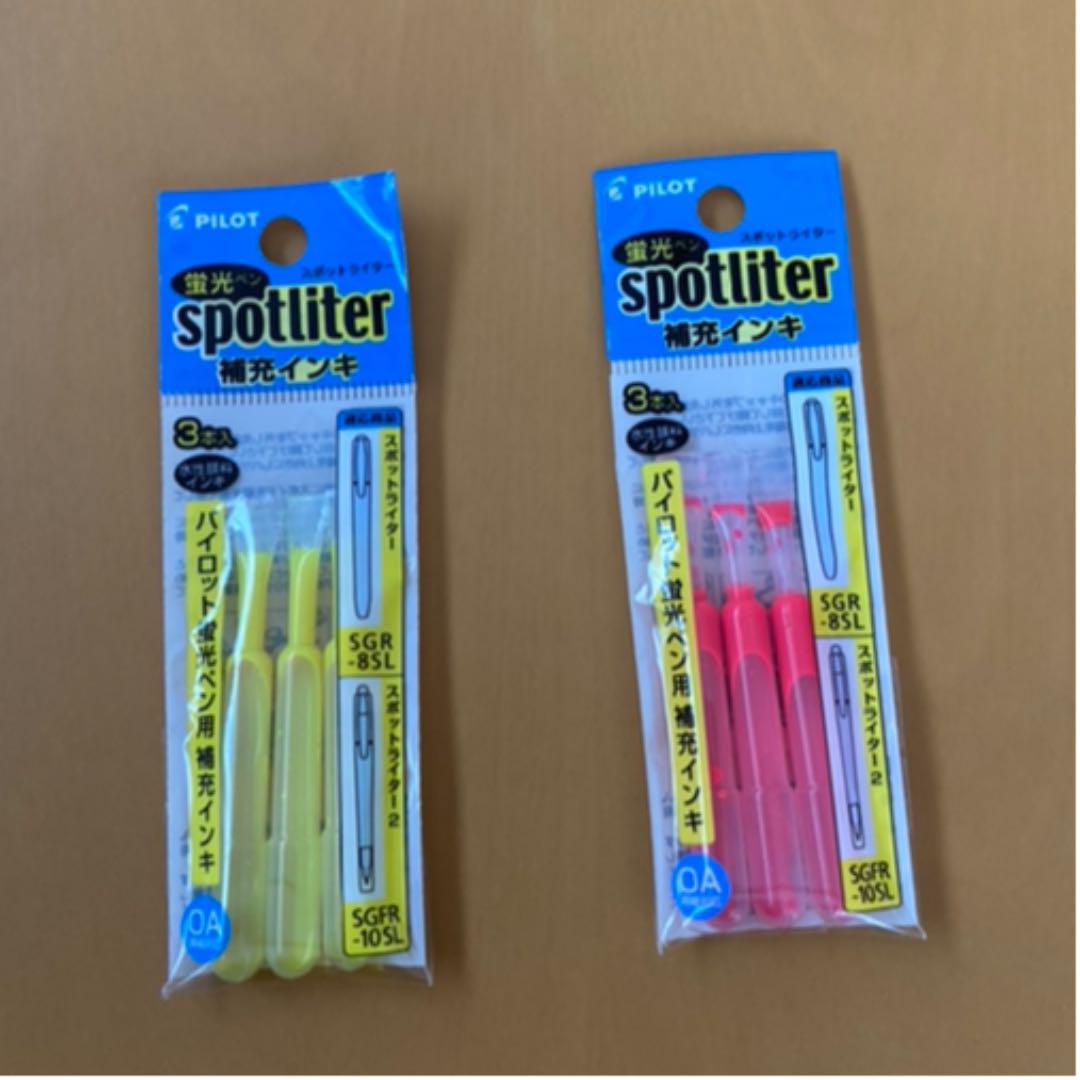 PILOT
スポットライター
蛍光ペン
spotliter
補充インキ
3本入
水性顔料
インキ
パイロット蛍光ペン用 補充インキ
適応商品
スポットライター
SGR
-8SL
スポットライター2
SGFR
-10SL
OA
PILOT
スポットライター
蛍光ペン
spotliter
補充インキ
3本入
水性顔料
インキ
パイロット蛍光ペン用 補充インキ
適応商品
スポットライター
SGR
-8SL
スポットライター2
SGFR
-10SL
OA